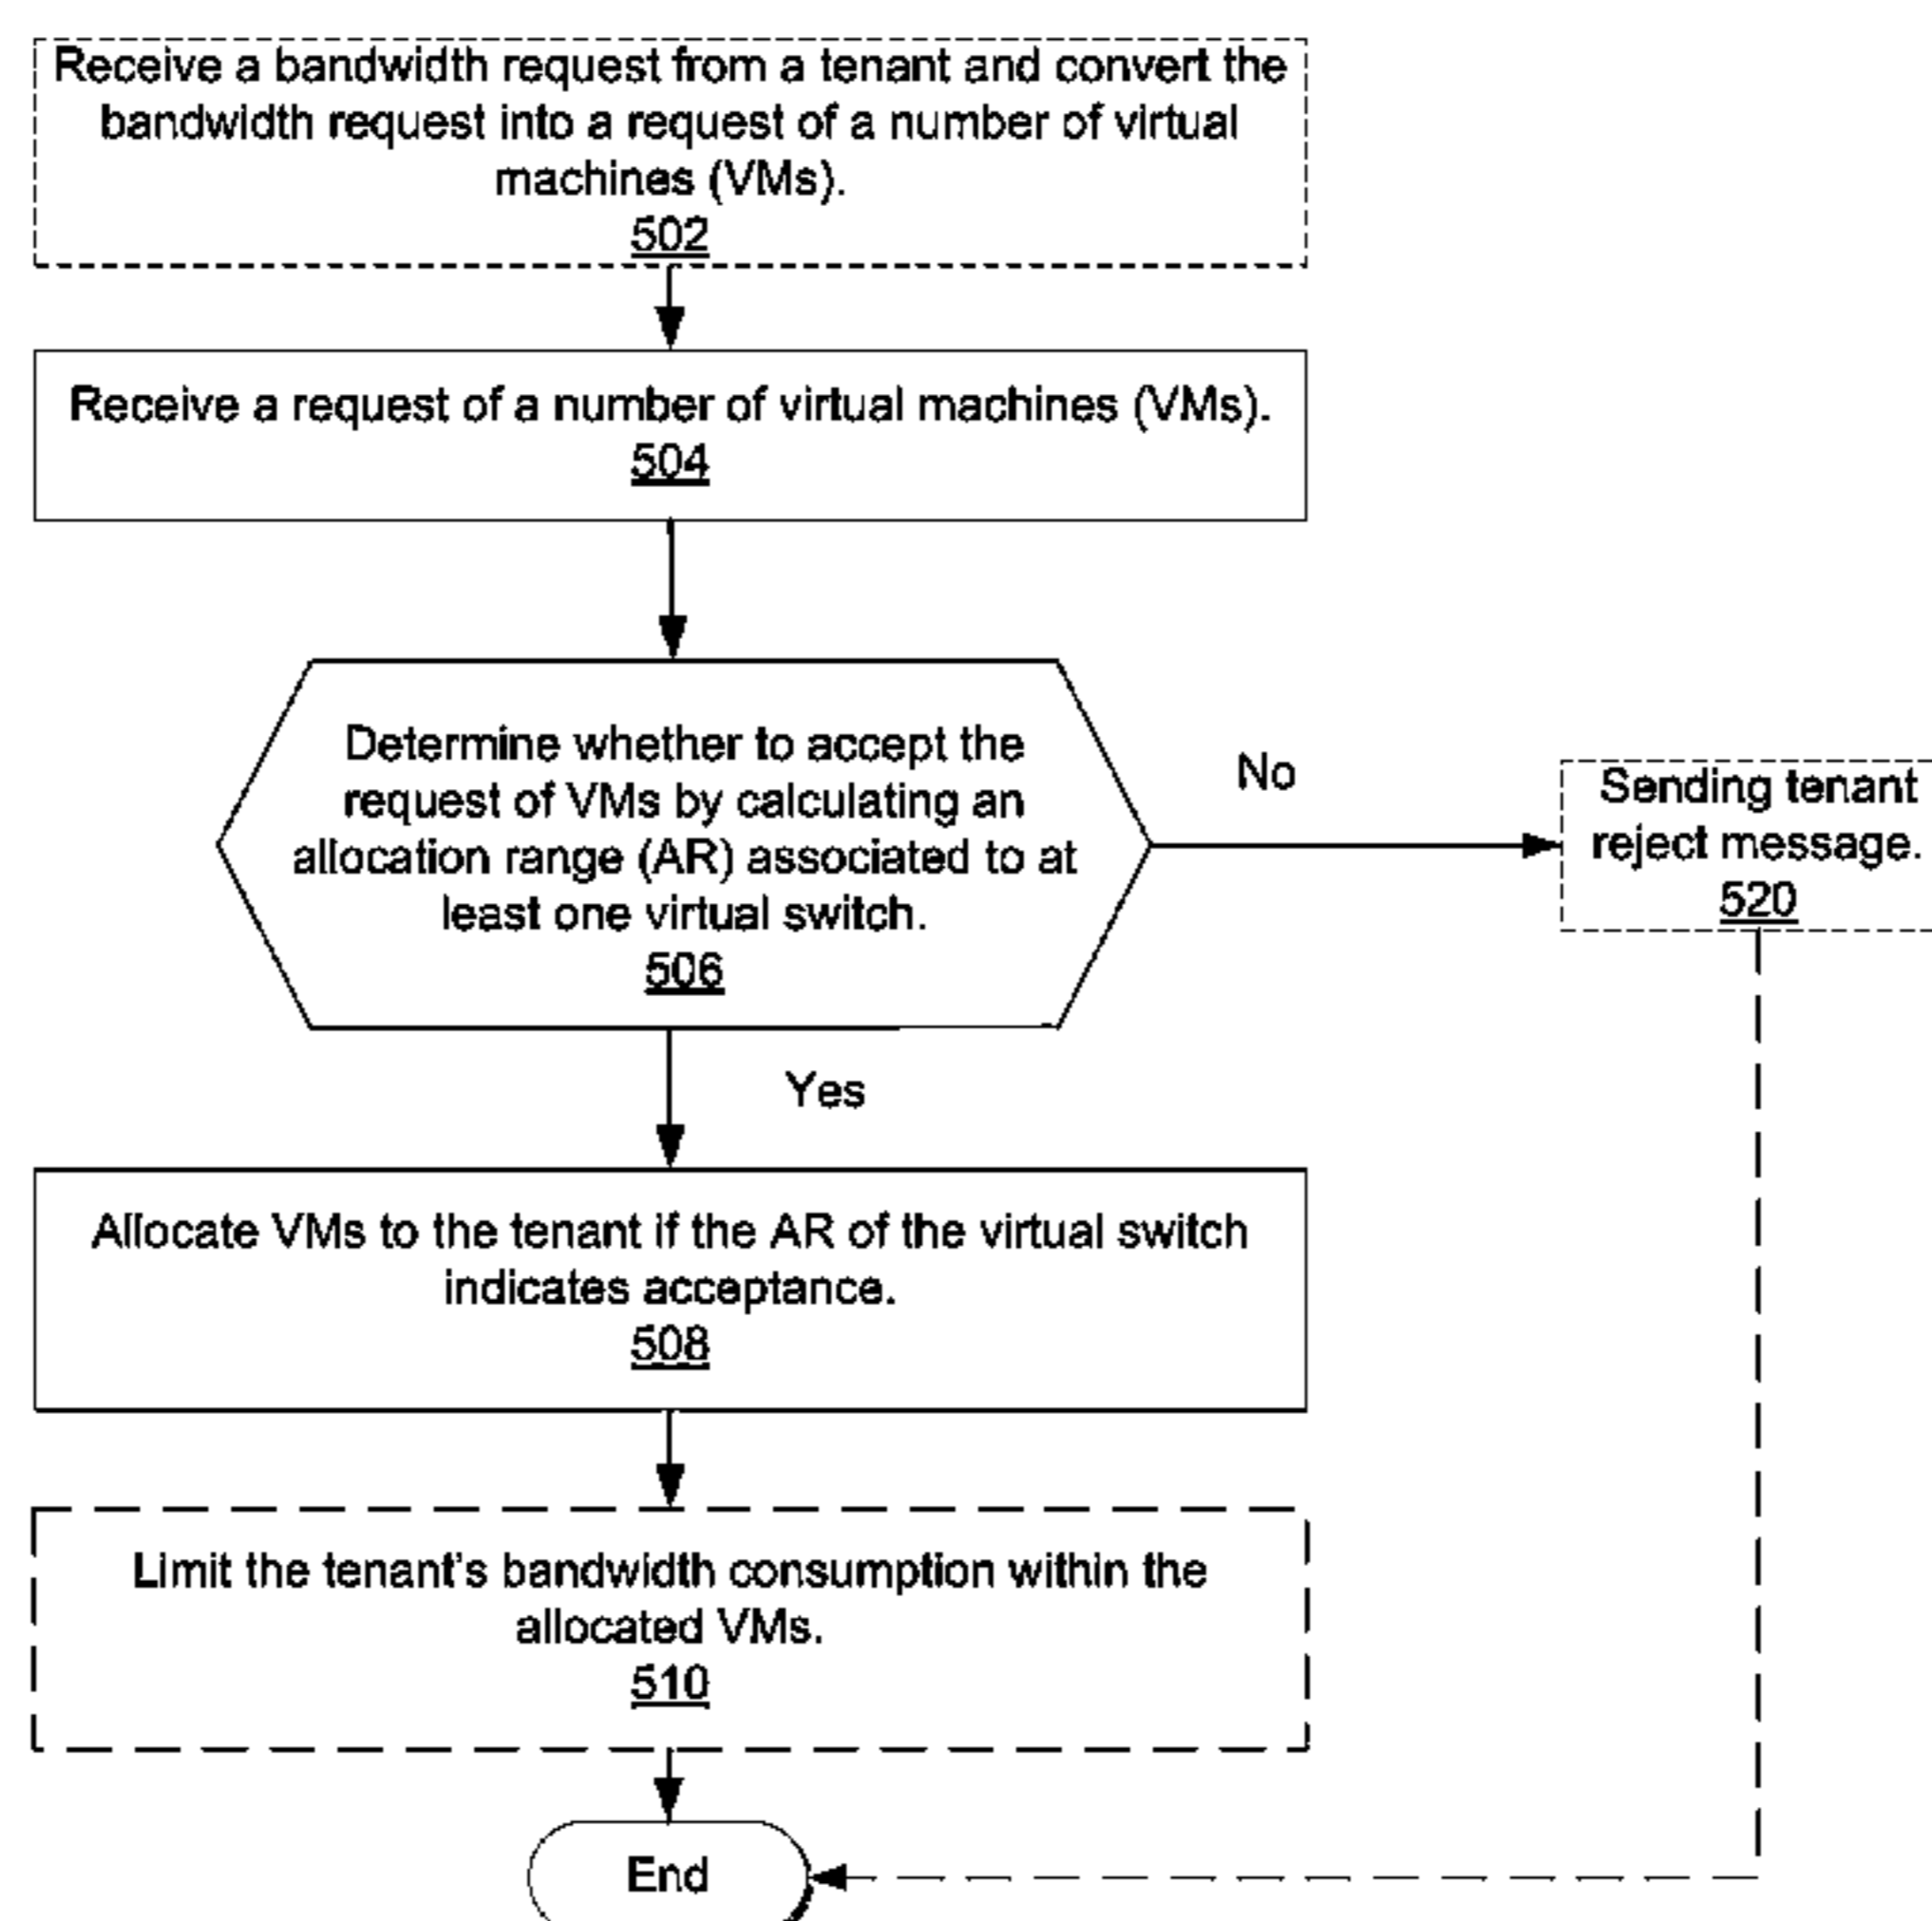 Receive a bandwidth request from a tenant and convert the
bandwidth request into a request of a number of virtual
machines (VMs).
502
Receive a request of a number of virtual machines (VMs).
504
Determine whether to accept the
request of VMs by calculating an
allocation range (AR) associated to at
least one virtual switch.
506
No
Sending tenant
reject message.
520
Yes
Allocate VMs to the tenant if the AR of the virtual switch
indicates acceptance.
508
Limit the tenant's bandwidth consumption within the
allocated VMs.
510
End